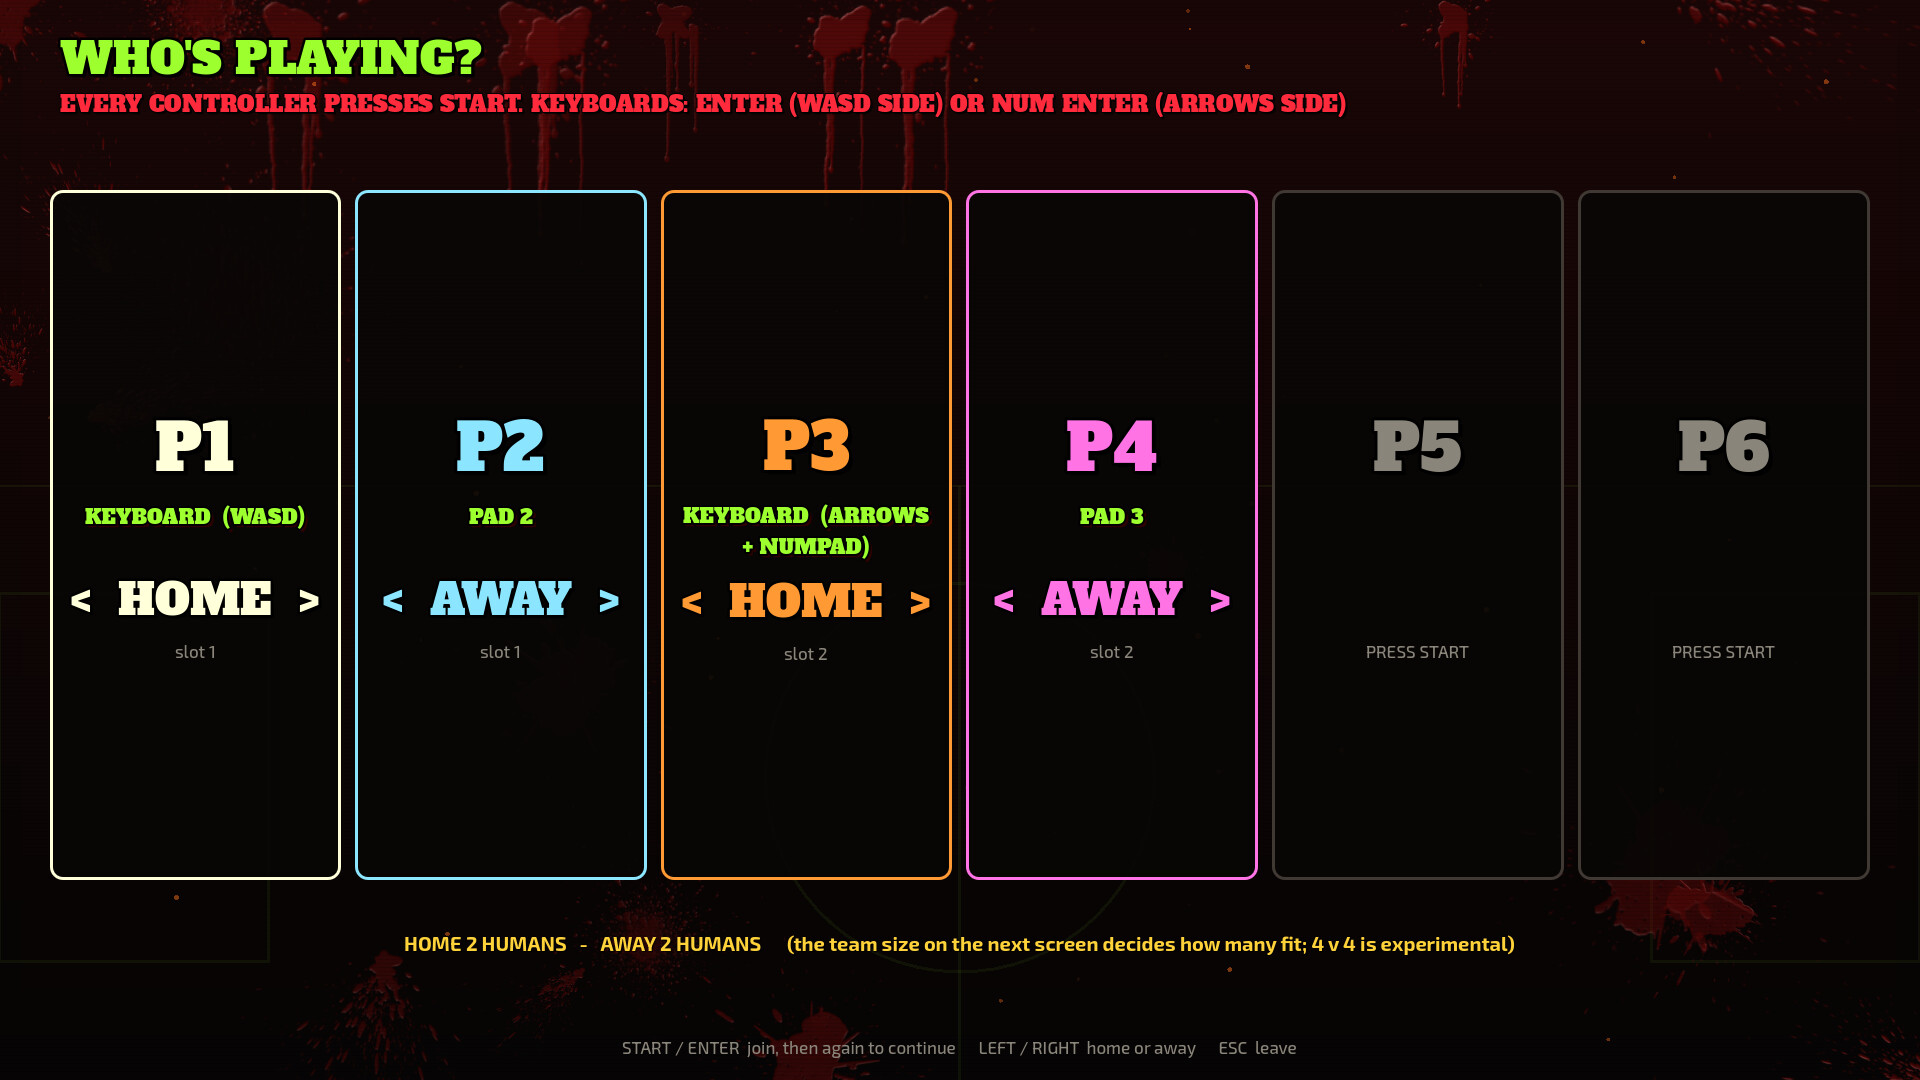 WHO'S PLAYING?
EVERY CONTROLLER PRESSES START. KEYBOARDS: ENTER (WASD SIDE) OR NUM ENTER (ARROWS SIDE)
P1
KEYBOARD (WASD)
< HOME >
slot 1
P2
PAD 2
< AWAY >
slot 1
P3
KEYBOARD (ARROWS
+ NUMPAD)
< HOME >
slot 2
P4
PAD 3
< AWAY >
slot 2
P5
PRESS START
P6
PRESS START
HOME 2 HUMANS - AWAY 2 HUMANS (the team size on the next screen decides how many fit; 4 v 4 is experimental)
START / ENTER join, then again to continue LEFT / RIGHT home or away ESC leave